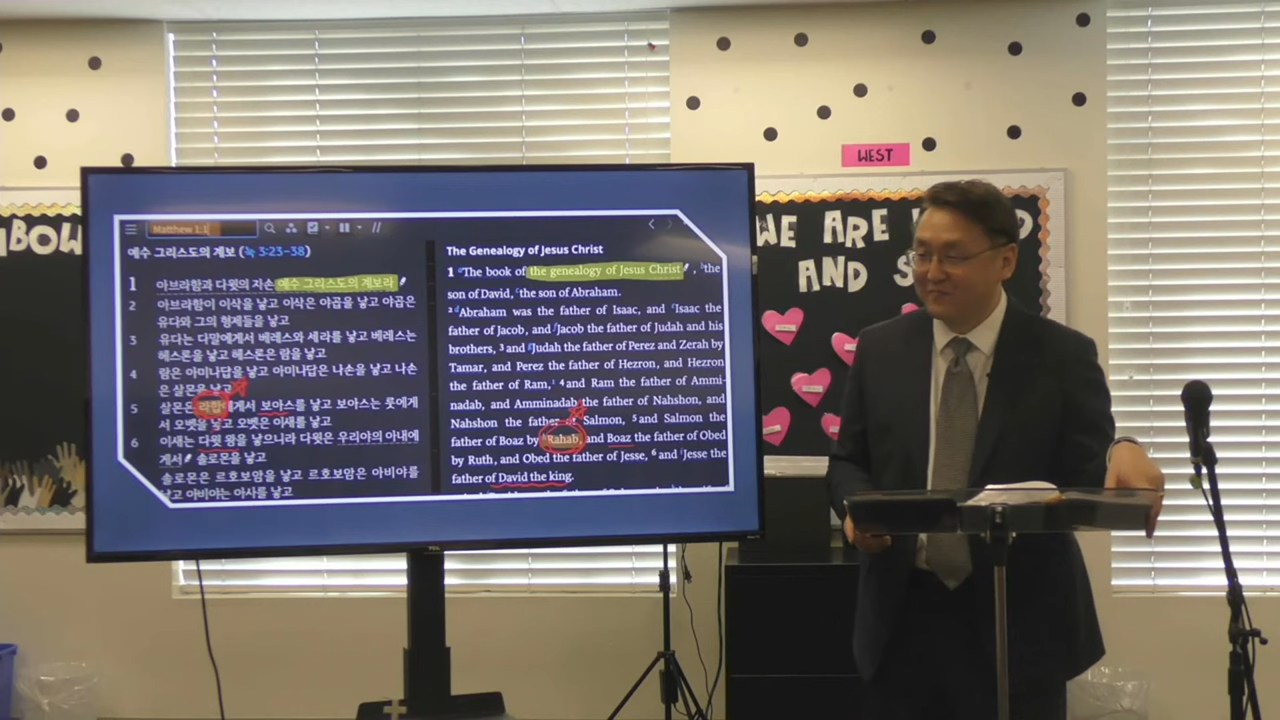 WEST
BOW
WE ARE
AND S
Matthew 1:1
예수 그리스도의 계보 (눅 3:23-38)
1 아브라함과 다윗의 자손 예수 그리스도의 계보라
2 아브라함이 이삭을 낳고 이삭은 야곱을 낳고 야곱은
유다와 그의 형제들을 낳고
3 유다는 다말에게서 베레스와 세라를 낳고 베레스는
헤스론을 낳고 헤스론은 람을 낳고
4 람은 아미나답을 낳고 아미나답은 나손을 낳고 나손
은 살몬을 낳고
5 살몬은 라합에게서 보아스를 낳고 보아스는 룻에게
서 오벳을 낳고 오벳은 이새를 낳고
6 이새는 다윗 왕을 낳으니라 다윗은 우리야의 아내에
게서 솔로몬을 낳고
솔로몬은 르호보암을 낳고 르호보암은 아비야를
낳고 아비야는 아사를 낳고
The Genealogy of Jesus Christ
1 The book of the genealogy of Jesus Christ, the
son of David, the son of Abraham.
2 Abraham was the father of Isaac, and Isaac the
father of Jacob, and Jacob the father of Judah and his
brothers, 3 and Judah the father of Perez and Zerah by
Tamar, and Perez the father of Hezron, and Hezron
the father of Ram, 4 and Ram the father of Ammi-
nadab, and Amminadab the father of Nahshon, and
Nahshon the father of Salmon, 5 and Salmon the
father of Boaz by Rahab, and Boaz the father of Obed
by Ruth, and Obed the father of Jesse, 6 and Jesse the
father of David the king.